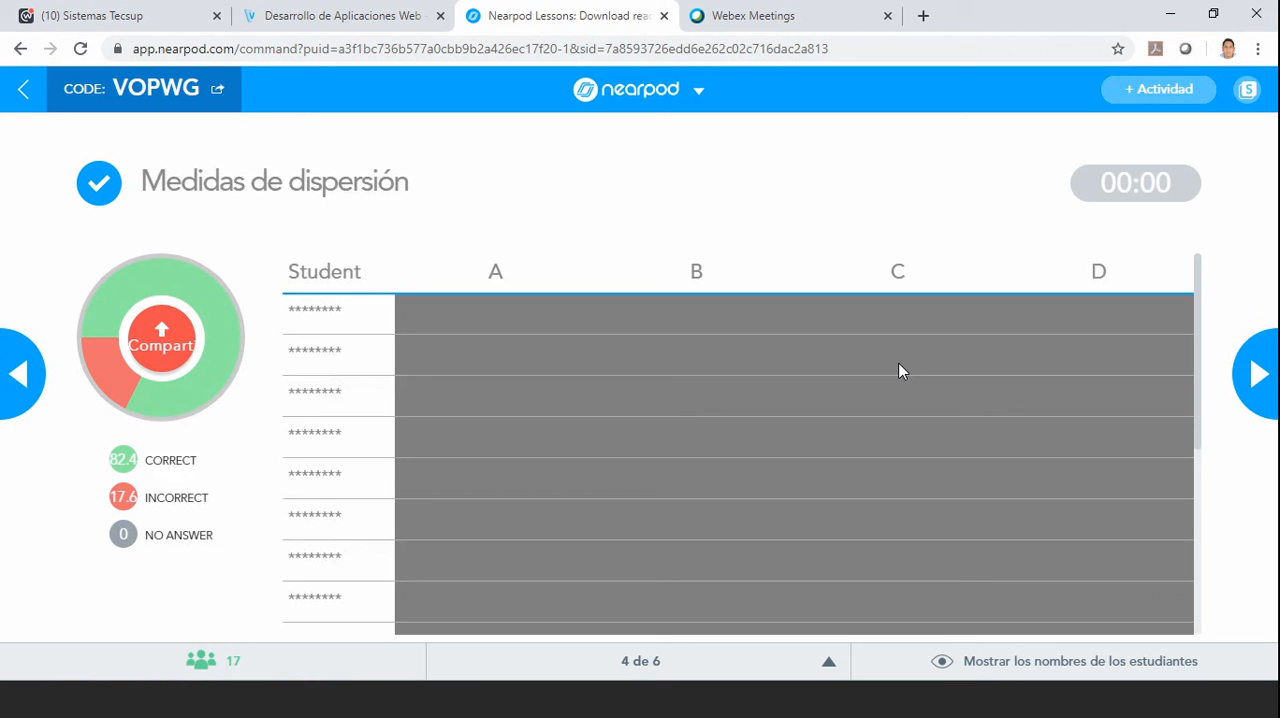 (10) Sistemas Tecsup
Desarrollo de Aplicaciones Web -
Nearpod Lessons: Download rea
Webex Meetings
app.nearpod.com/command?puid=a3f1bc736b577a0cbb9b2a426ec17f20-1&sid=7a8593726edd6e262c02c716dac2a813
CODE: VOPWG
nearpod
+ Actividad
S
Medidas de dispersión
00:00
Student A B C D
********
********
********
********
********
********
********
********
Comparti
82.4 CORRECT
17.6 INCORRECT
0 NO ANSWER
17
4 de 6
Mostrar los nombres de los estudiantes